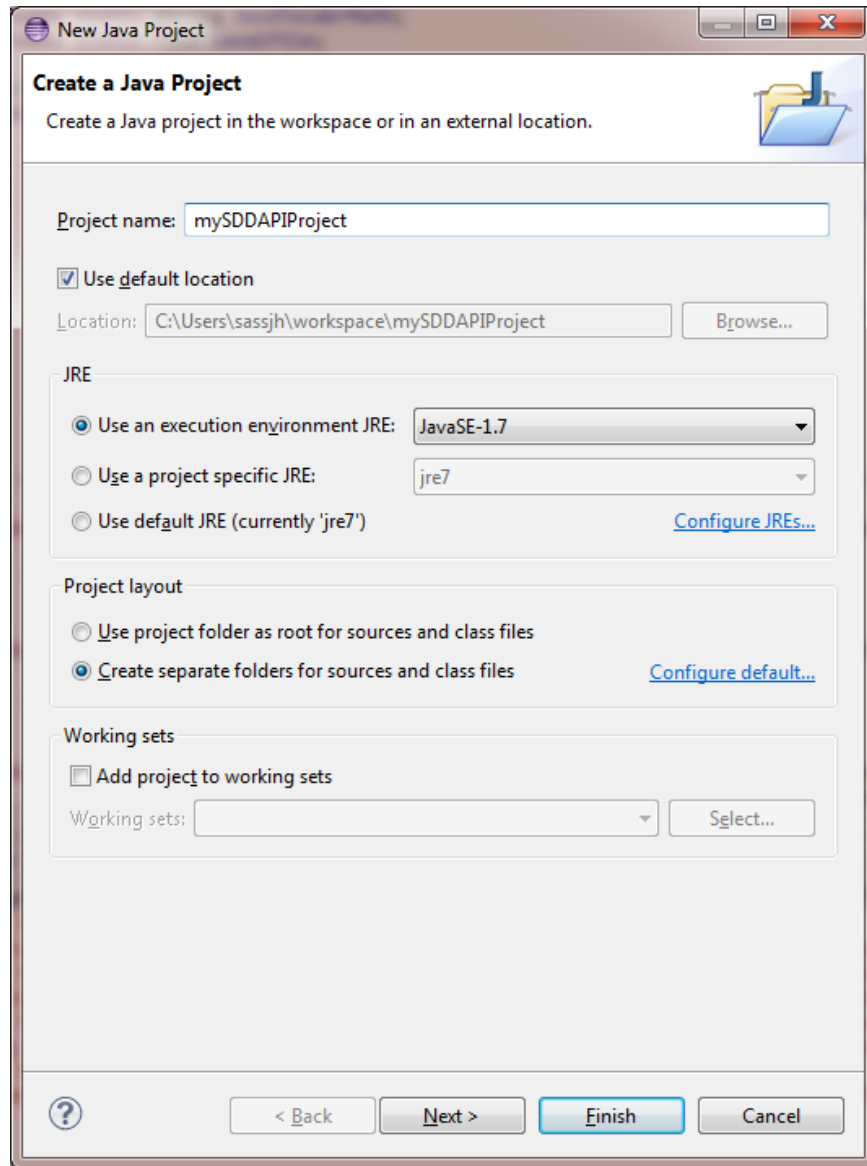 New Java Project
Create a Java Project
Create a Java project in the workspace or in an external location.
Project name: mySDDAPIProject
Use default location
Location: C:\Users\sassjh\workspace\mySDDAPIProject Browse...
JRE
Use an execution environment JRE: JavaSE-1.7
Use a project specific JRE: jre7
Use default JRE (currently 'jre7') Configure JREs...
Project layout
Use project folder as root for sources and class files
Create separate folders for sources and class files Configure default...
Working sets
Add project to working sets
Working sets: Select...
? < Back Next > Finish Cancel